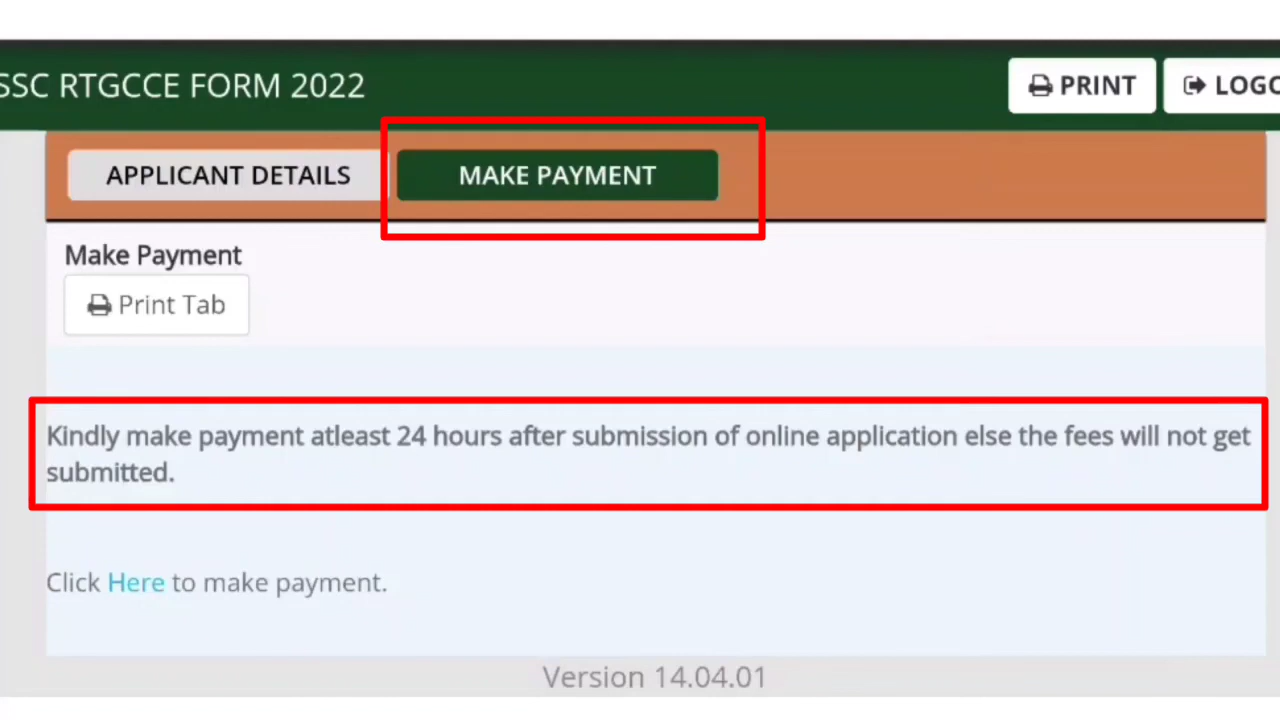 SSC RTGCCE FORM 2022
PRINT
LOGO
APPLICANT DETAILS
MAKE PAYMENT
Make Payment
Print Tab
Kindly make payment atleast 24 hours after submission of online application else the fees will not get
submitted.
Click Here to make payment.
Version 14.04.01